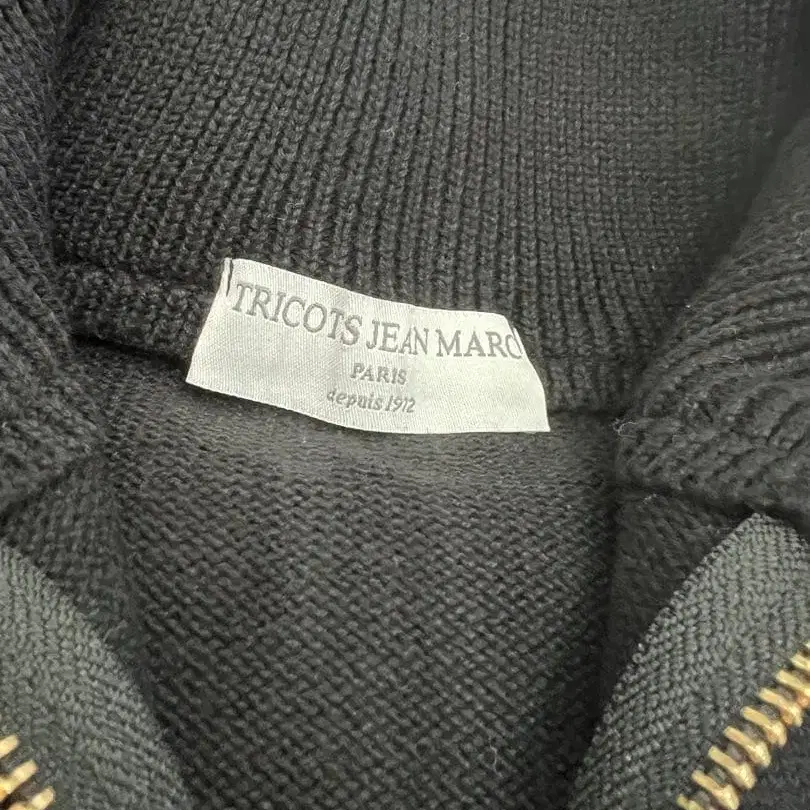 TRICOTS JEAN MARC
PARIS
depuis 1912